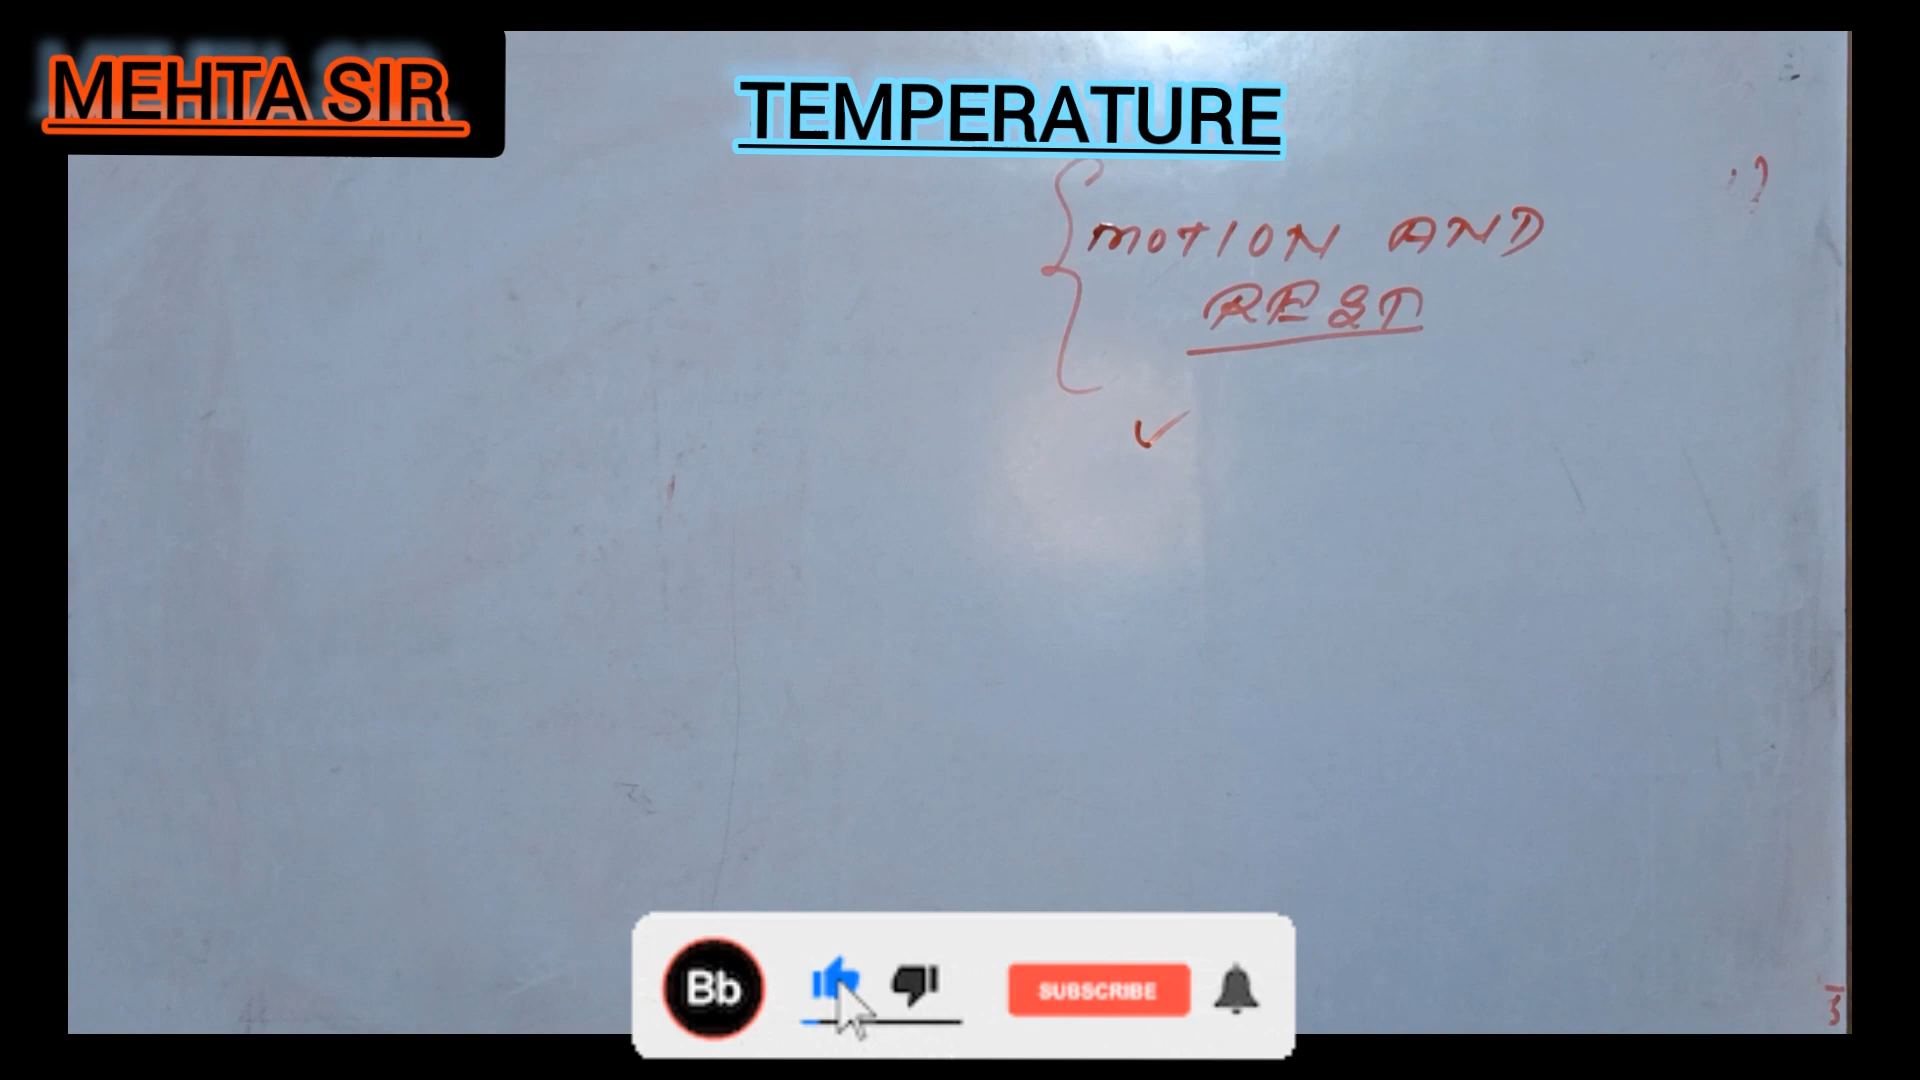 MEHTA SIR
TEMPERATURE
MOTION AND
REST
Bb
SUBSCRIBE